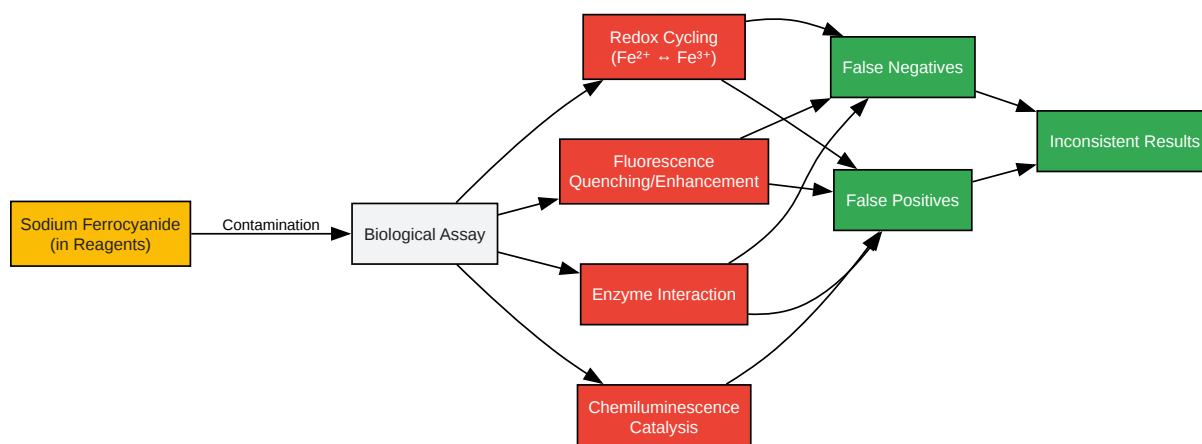 Sodium Ferrocyanide
(in Reagents)
Contamination
Biological Assay
Redox Cycling
(Fe²⁺ ↔ Fe³⁺)
Fluorescence
Quenching/Enhancement
Enzyme Interaction
Chemiluminescence
Catalysis
False Negatives
False Positives
Inconsistent Results